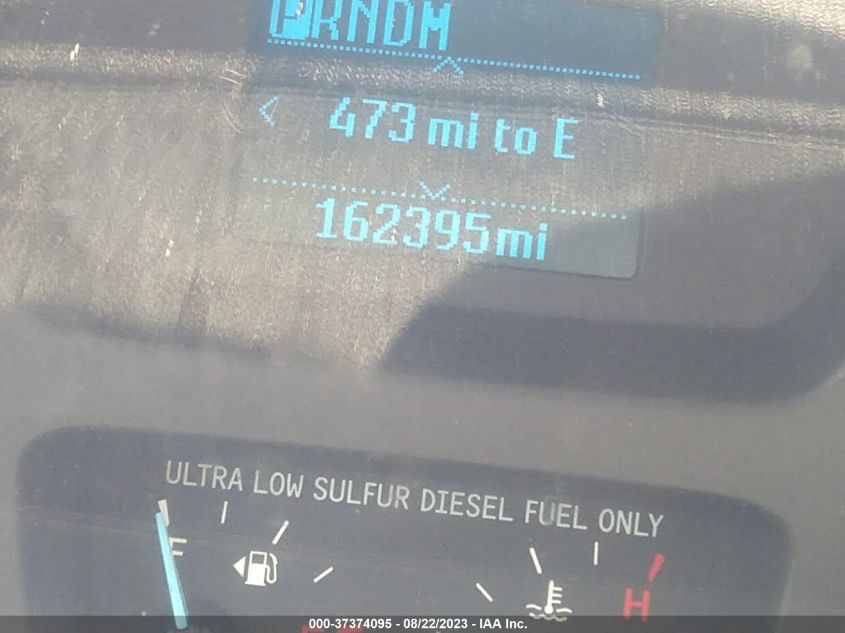 PRNDM
473 mi to E
162395mi
ULTRA LOW SULFUR DIESEL FUEL ONLY
F
H
000-37374095 - 08/22/2023 - IAA Inc.